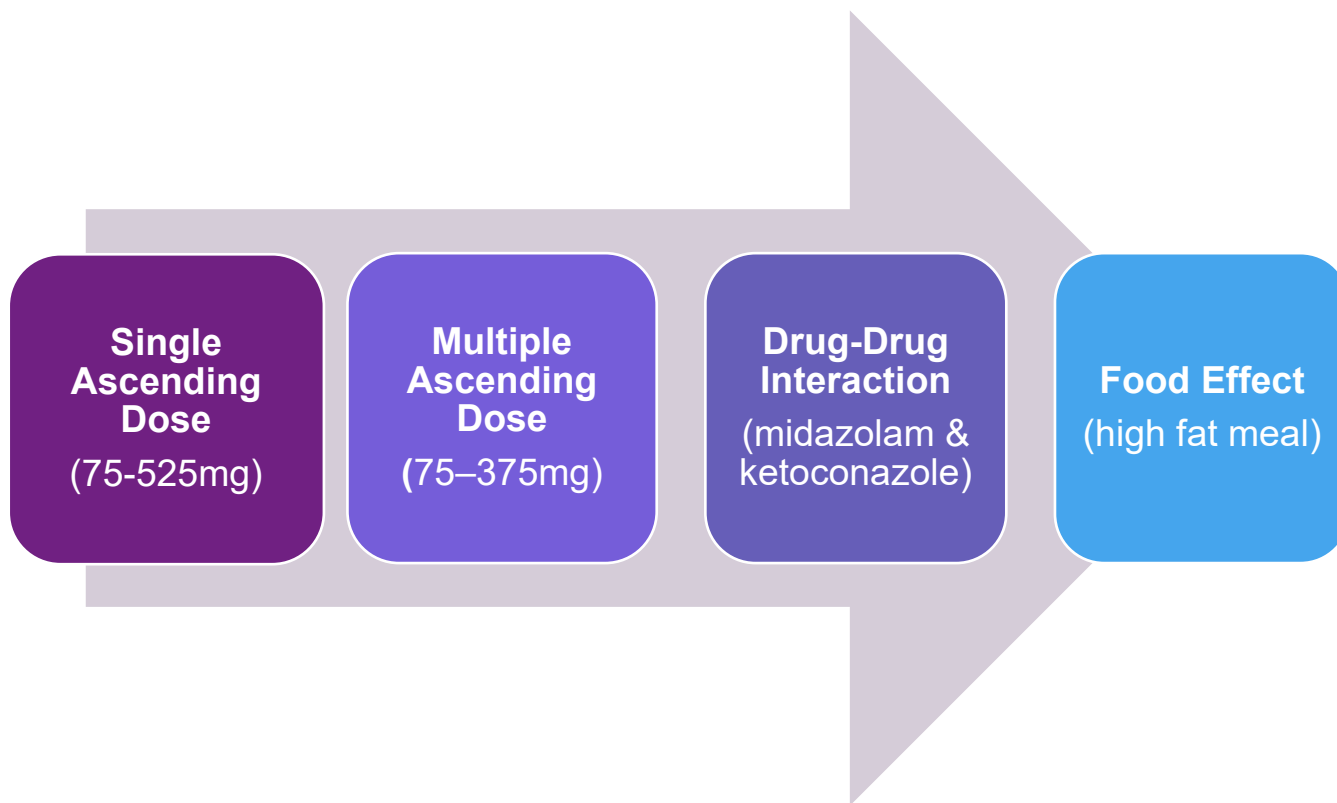 Single
Ascending
Dose
(75-525mg)
Multiple
Ascending
Dose
(75–375mg)
Drug-Drug
Interaction
(midazolam &
ketoconazole)
Food Effect
(high fat meal)